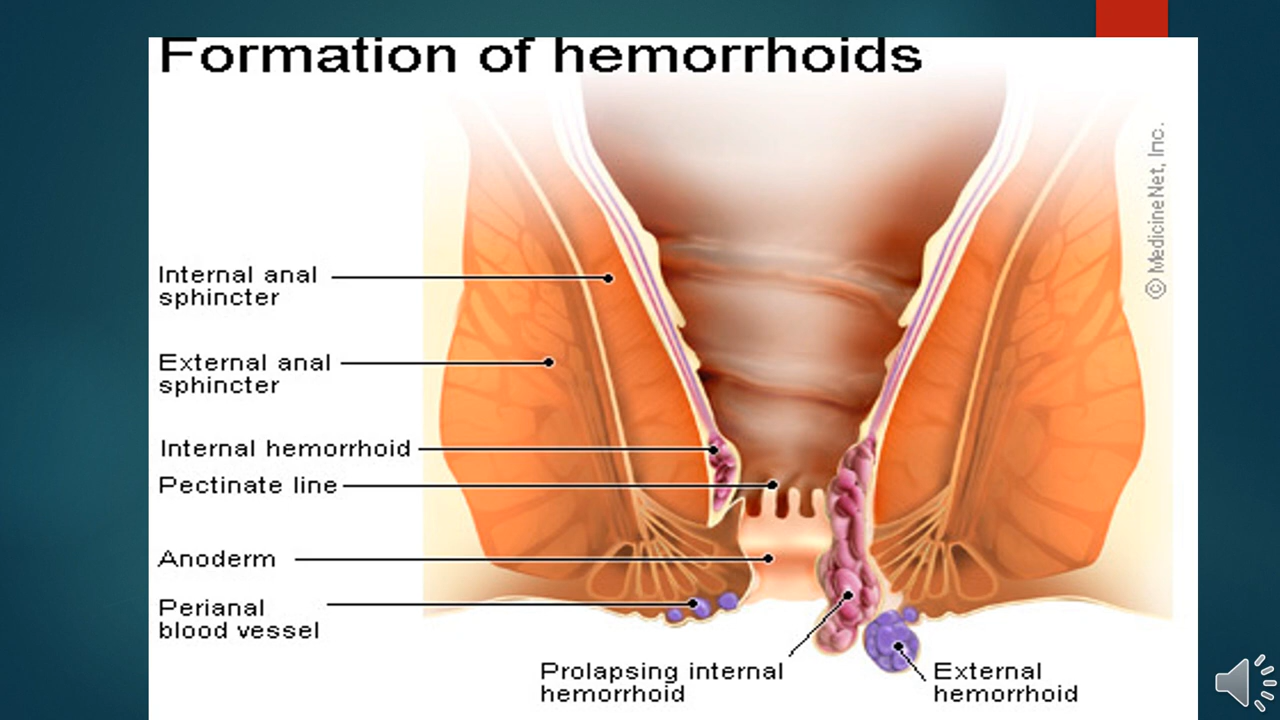 Formation of hemorrhoids
© MedicineNet, Inc.
Internal anal
sphincter
External anal
sphincter
Internal hemorrhoid
Pectinate line
Anoderm
Perianal
blood vessel
Prolapsing internal
hemorrhoid
External
hemorrhoid